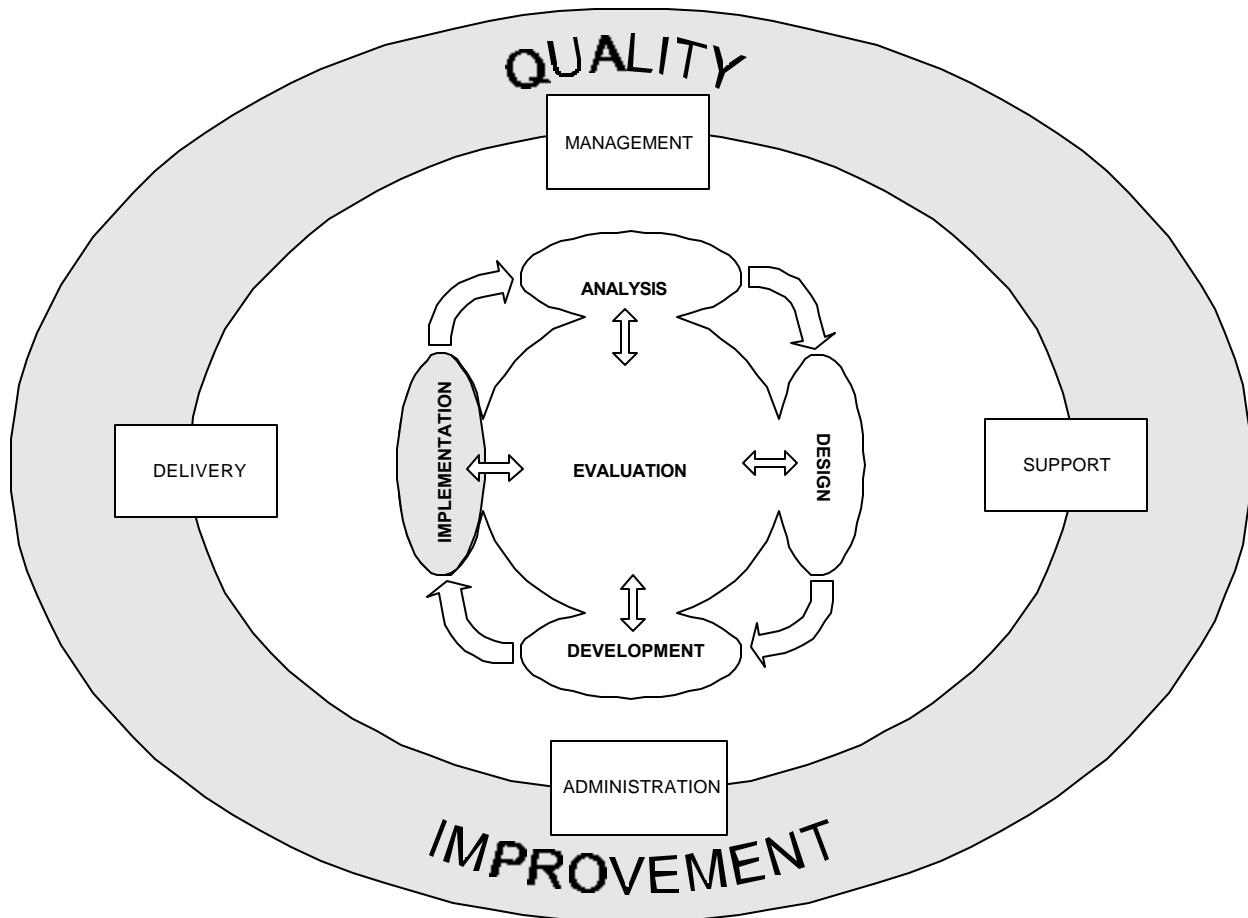 QUALITY
MANAGEMENT
ANALYSIS
IMPLEMENTATION
DESIGN
DELIVERY
EVALUATION
SUPPORT
DEVELOPMENT
ADMINISTRATION
IMPROVEMENT